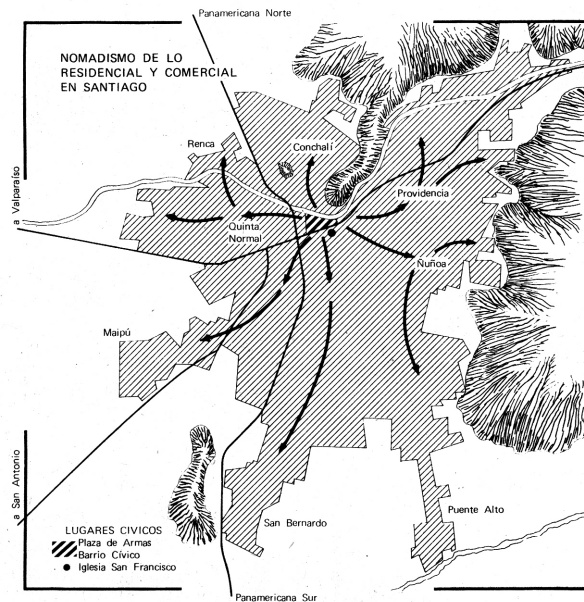 Panamericana Norte
NOMADISMO DE LO
RESIDENCIAL Y COMERCIAL
EN SANTIAGO
Renca
Conchalí
a Valparaíso
Providencia
Quinta
Normal
Ñuñoa
Maipú
a San Antonio
San Bernardo
Puente Alto
LUGARES CIVICOS
Plaza de Armas
Barrio Cívico
Iglesia San Francisco
Panamericana Sur